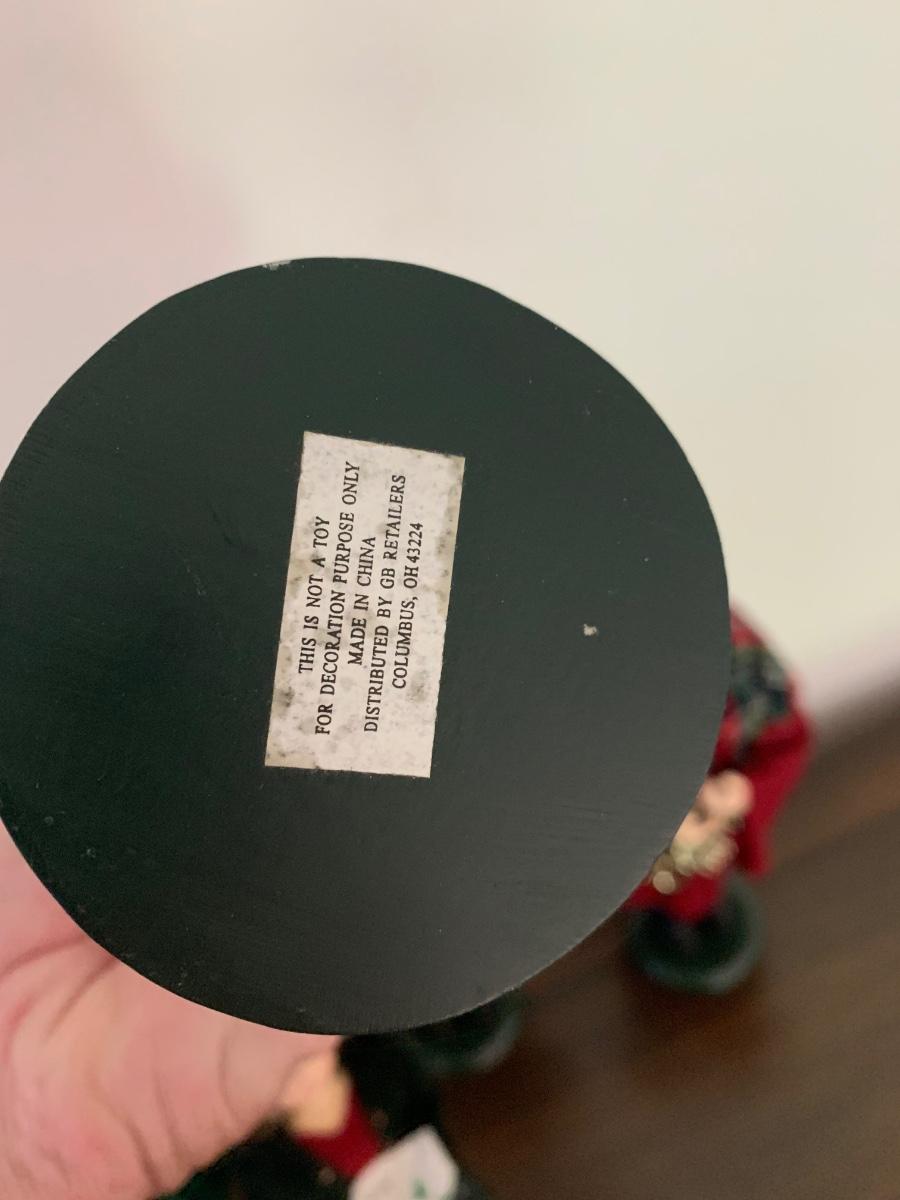 THIS IS NOT A TOY
FOR DECORATION PURPOSE ONLY
MADE IN CHINA
DISTRIBUTED BY GB RETAILERS
COLUMBUS, OH 43224